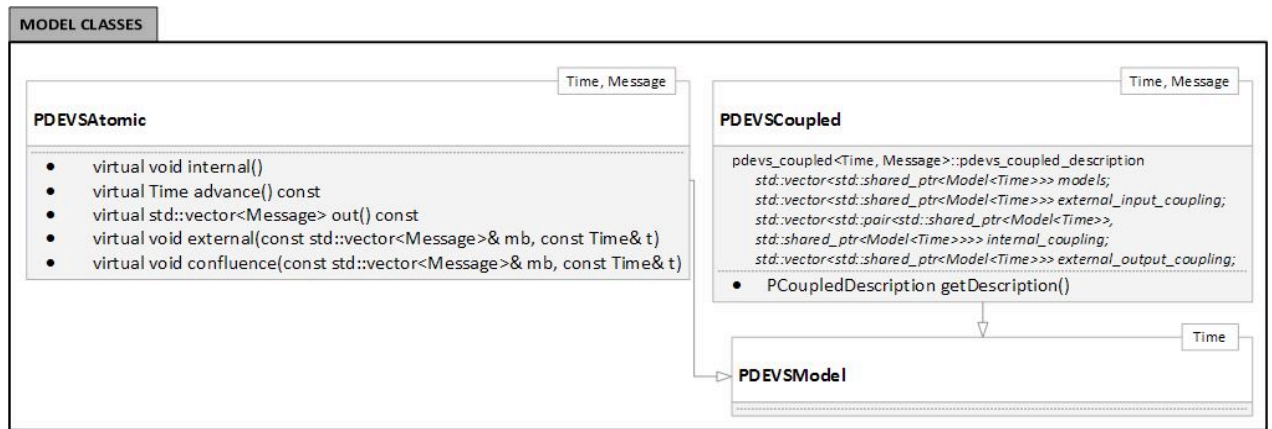 MODEL CLASSES
Time, Message
PDEVSAtomic
• virtual void internal()
• virtual Time advance() const
• virtual std::vector<Message> out() const
• virtual void external(const std::vector<Message>& mb, const Time& t)
• virtual void confluence(const std::vector<Message>& mb, const Time& t)
Time, Message
PDEVSCoupled
pdevs_coupled<Time, Message>::pdevs_coupled_description
std::vector<std::shared_ptr<Model<Time>>> models;
std::vector<std::shared_ptr<Model<Time>>> external_input_coupling;
std::vector<std::pair<std::shared_ptr<Model<Time>>,
std::shared_ptr<Model<Time>>>> internal_coupling;
std::vector<std::shared_ptr<Model<Time>>> external_output_coupling;
• PCoupledDescription getDescription()
Time
PDEVSModel